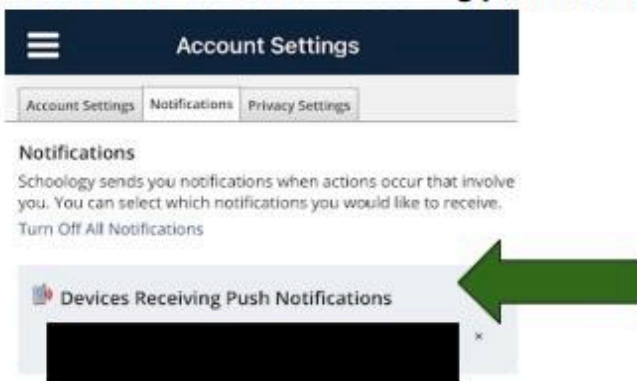 Account Settings
Account Settings Notifications Privacy Settings
Notifications
Schoology sends you notifications when actions occur that involve
you. You can select which notifications you would like to receive.
Turn Off All Notifications
Devices Receiving Push Notifications
×